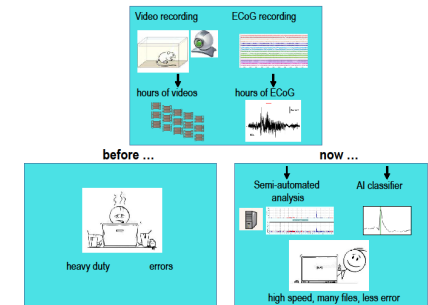 Video recording
ECoG recording
hours of videos
hours of ECoG
before ...
now ...
heavy duty
errors
Semi-automated
analysis
AI classifier
high speed, many files, less error